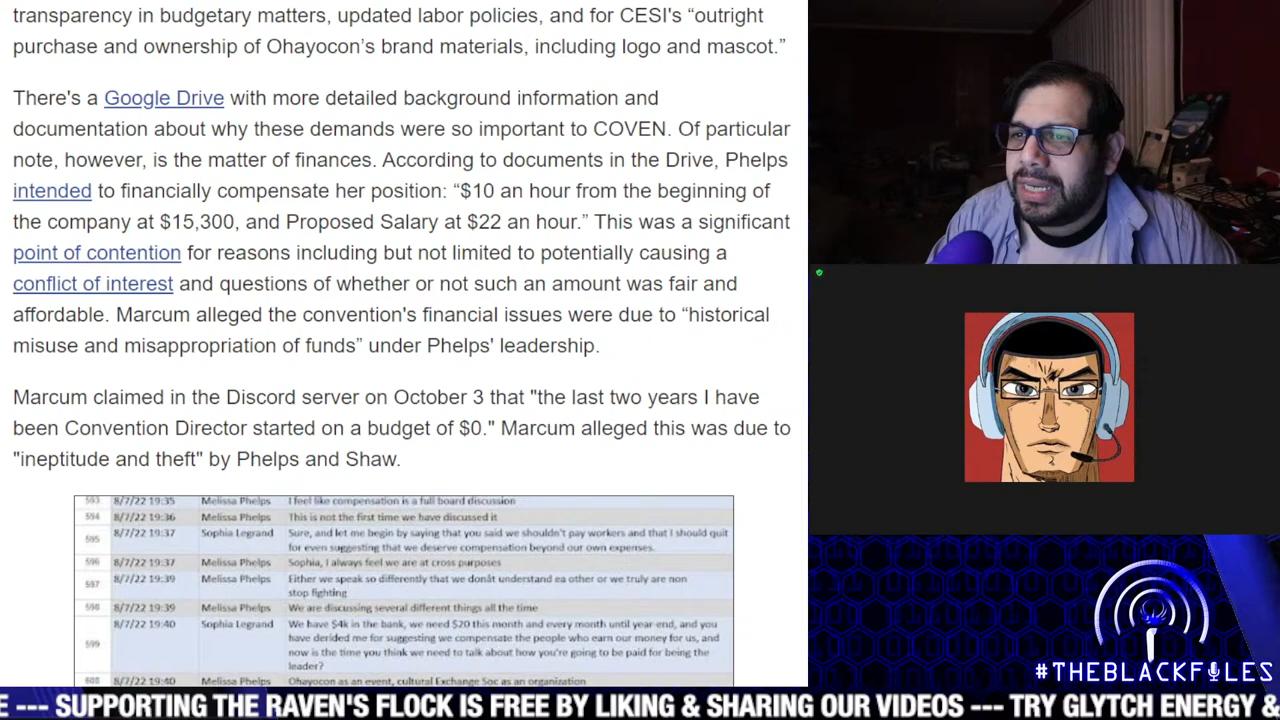 transparency in budgetary matters, updated labor policies, and for CESI's “outright
purchase and ownership of Ohayocon’s brand materials, including logo and mascot.”
There's a Google Drive with more detailed background information and
documentation about why these demands were so important to COVEN. Of particular
note, however, is the matter of finances. According to documents in the Drive, Phelps
intended to financially compensate her position: “$10 an hour from the beginning of
the company at $15,300, and Proposed Salary at $22 an hour.” This was a significant
point of contention for reasons including but not limited to potentially causing a
conflict of interest and questions of whether or not such an amount was fair and
affordable. Marcum alleged the convention's financial issues were due to “historical
misuse and misappropriation of funds” under Phelps' leadership.
Marcum claimed in the Discord server on October 3 that "the last two years I have
been Convention Director started on a budget of $0." Marcum alleged this was due to
"ineptitude and theft" by Phelps and Shaw.
593 8/7/22 19:35 Melissa Phelps I feel like compensation is a full board discussion
594 8/7/22 19:36 Melissa Phelps This is not the first time we have discussed it
595 8/7/22 19:37 Sophia Legrand Sure, and let me begin by saying that you said we shouldn't pay workers and that I should quit
for even suggesting that we deserve compensation beyond our own expenses.
596 8/7/22 19:37 Melissa Phelps Sophia, I always feel we are at cross purposes
597 8/7/22 19:39 Melissa Phelps Either we speak so differently that we donât understand ea other or we truly are non
stop fighting
598 8/7/22 19:39 Melissa Phelps We are discussing several different things all the time
599 8/7/22 19:40 Sophia Legrand We have $4k in the bank, we need $20 this month and every month until year end, and you
have derided me for suggesting we compensate the people who earn our money for us, and
now is the time you think we need to talk about how you're going to be paid for being the
leader?
8/7/22 19:40 Melissa Phelps Ohayocon as an event, cultural Exchange Soc as an organization
#THEBLACKFILES
E --- SUPPORTING THE RAVEN'S FLOCK IS FREE BY LIKING & SHARING OUR VIDEOS --- TRY GLYTCH ENERGY &